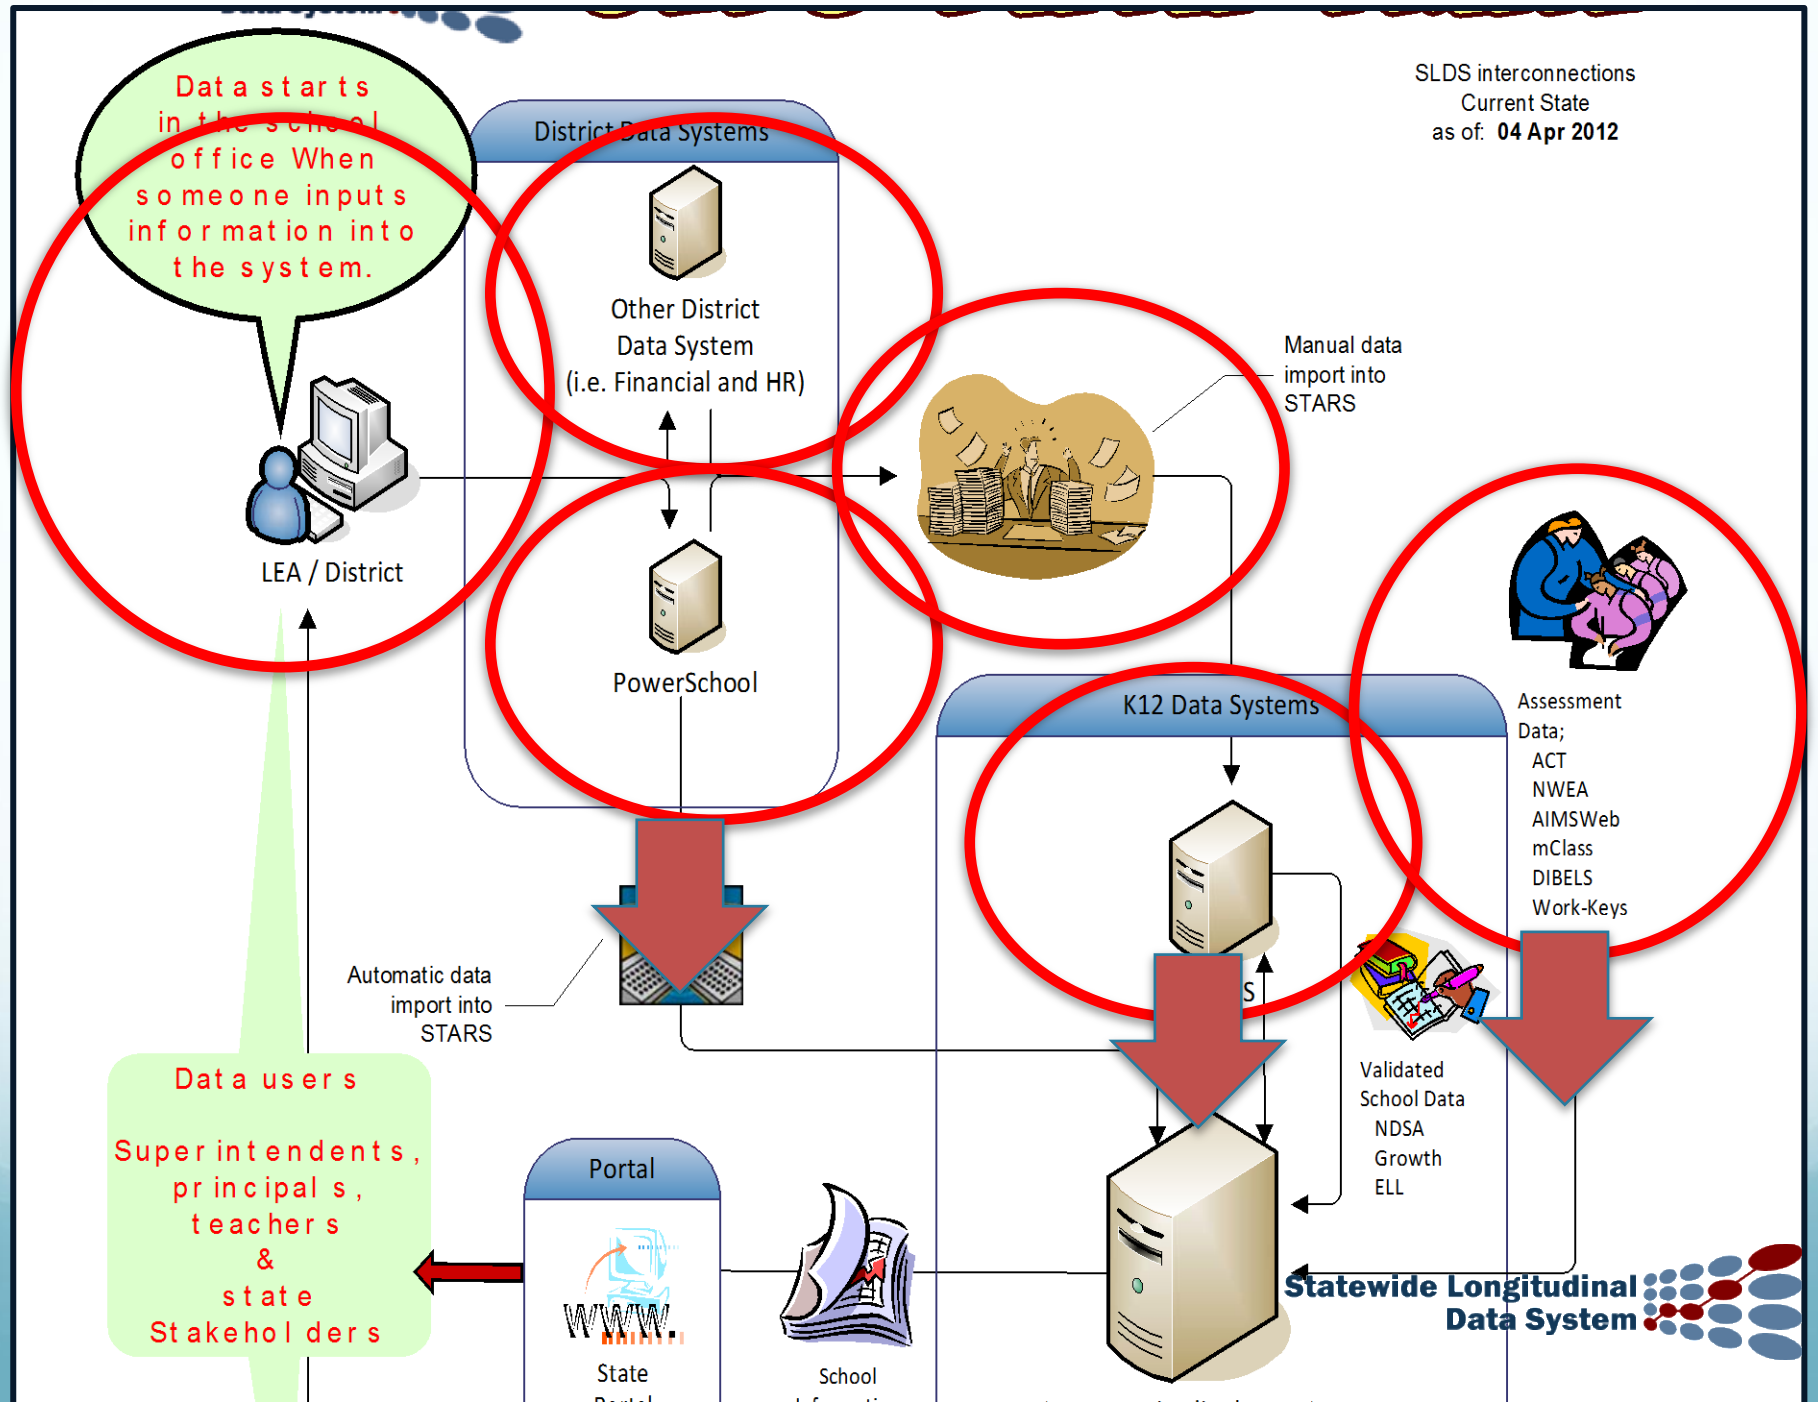 Data System
SLDS interconnections
Current State
as of: 04 Apr 2012
Data starts
in the school
office When
someone inputs
information into
the system.
District Data Systems
Other District
Data System
(i.e. Financial and HR)
Manual data
import into
STARS
LEA / District
PowerSchool
K12 Data Systems
Assessment
Data;
ACT
NWEA
AIMSWeb
mClass
DIBELS
Work-Keys
Automatic data
import into
STARS
S
Validated
School Data
NDSA
Growth
ELL
Data users
Superintendents,
principals,
teachers
&
state
Stakeholders
Portal
www.
State
Portal
School
Statewide Longitudinal
Data System